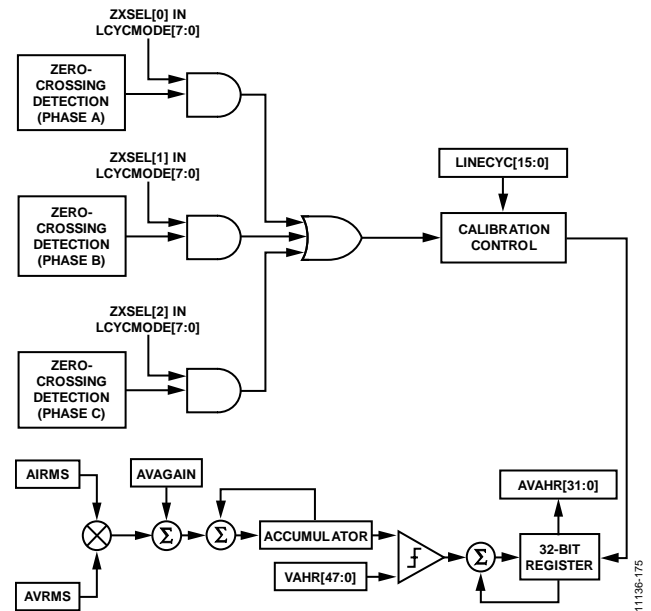 ZXSEL[0] IN
LCYCMODE[7:0]
ZERO-
CROSSING
DETECTION
(PHASE A)
ZXSEL[1] IN
LCYCMODE[7:0]
ZERO-
CROSSING
DETECTION
(PHASE B)
LINECYC[15:0]
CALIBRATION
CONTROL
ZXSEL[2] IN
LCYCMODE[7:0]
ZERO-
CROSSING
DETECTION
(PHASE C)
AIRMS
AVAGAIN
AVAHR[31:0]
Σ
Σ
ACCUMULATOR
Σ
32-BIT
REGISTER
AVRMS
VAHR[47:0]
11136-175